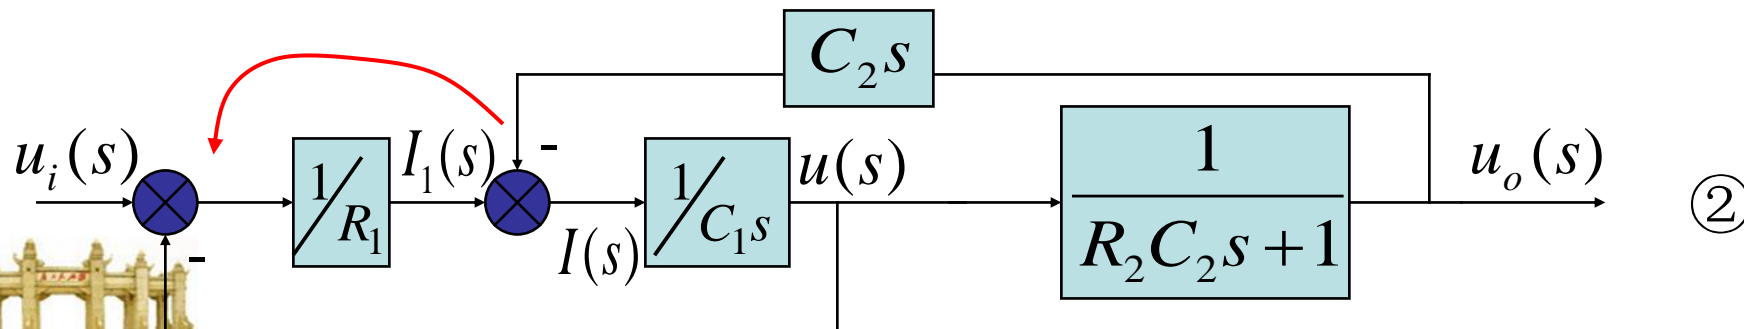 C₂s
uᵢ(s)
-
1/R₁
I₁(s)
-
I(s)
1/C₁s
u(s)
1/(R₂C₂s+1)
uₒ(s)
②